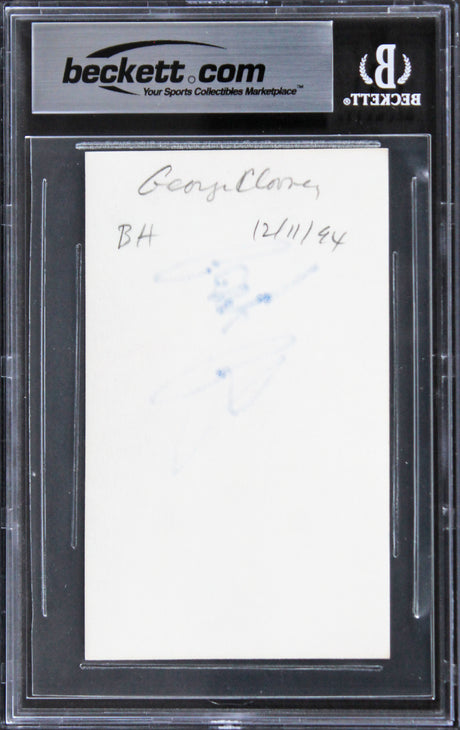 beckett.com
Your Sports Collectibles Marketplace™
B
BECKETT®
George Clooney
BH 12/11/94